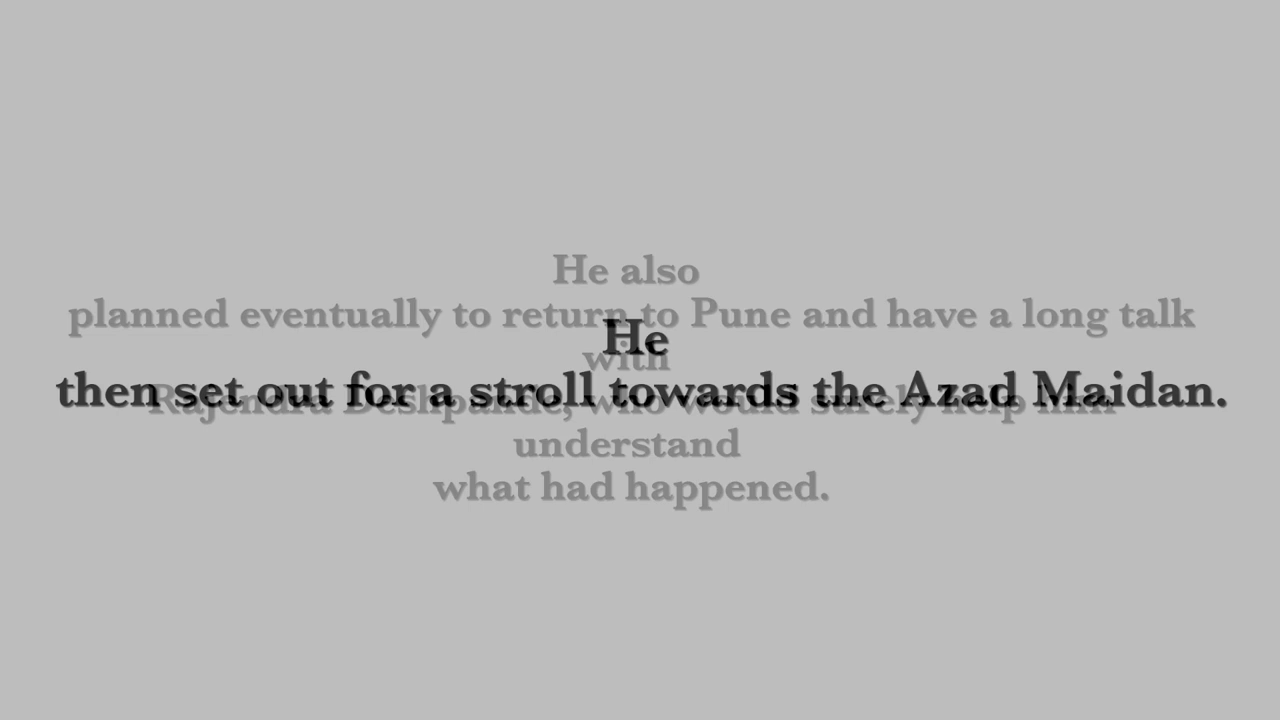 He also
planned eventually to return to Pune and have a long talk
with
Rajendra Deshpande, who would surely help him
understand
what had happened.
He
then set out for a stroll towards the Azad Maidan.